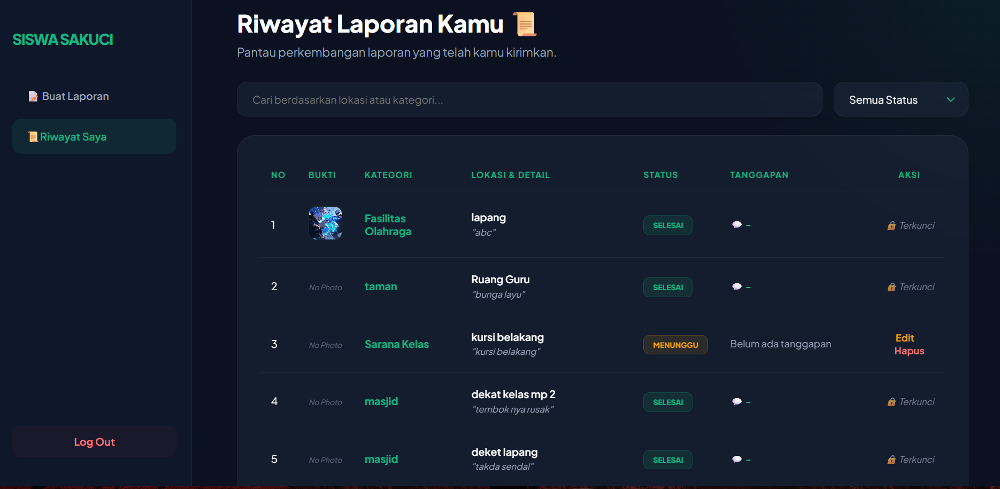 SISWA SAKUCI
Buat Laporan
Riwayat Saya
Log Out
Riwayat Laporan Kamu
Pantau perkembangan laporan yang telah kamu kirimkan.
Cari berdasarkan lokasi atau kategori...
Semua Status
NO BUKTI KATEGORI LOKASI & DETAIL STATUS TANGGAPAN AKSI
1 Fasilitas Olahraga lapang "abc" SELESAI - Terkunci
2 No Photo taman Ruang Guru "bunga layu" SELESAI - Terkunci
3 No Photo Sarana Kelas kursi belakang "kursi belakang" MENUNGGU Belum ada tanggapan Edit Hapus
4 No Photo masjid dekat kelas mp 2 "tembok nya rusak" SELESAI - Terkunci
5 No Photo masjid deket lapang "takda sendal" SELESAI - Terkunci